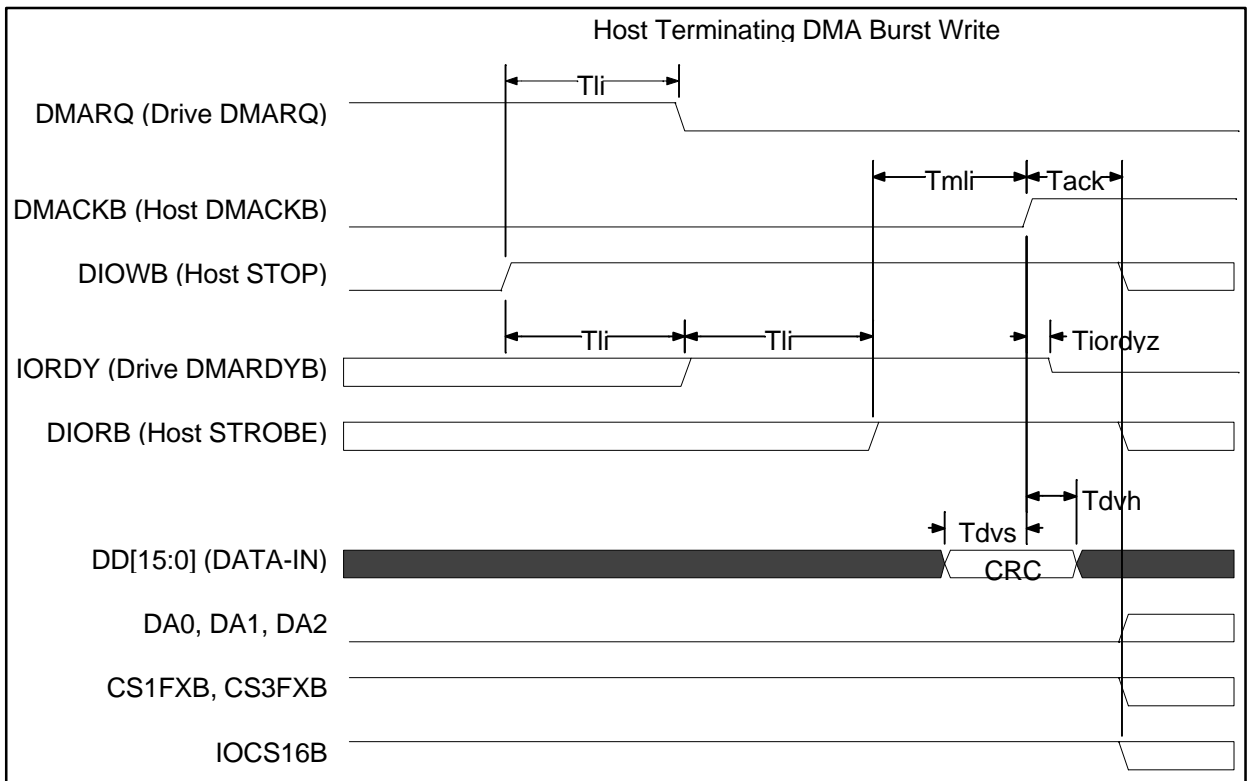 Host Terminating DMA Burst Write
Tli
DMARQ (Drive DMARQ)
Tmli
Tack
DMACKB (Host DMACKB)
DIOWB (Host STOP)
Tli
Tli
Tiordyz
IORDY (Drive DMARDYB)
DIORB (Host STROBE)
Tdvh
Tdvs
DD[15:0] (DATA-IN)
CRC
DA0, DA1, DA2
CS1FXB, CS3FXB
IOCS16B